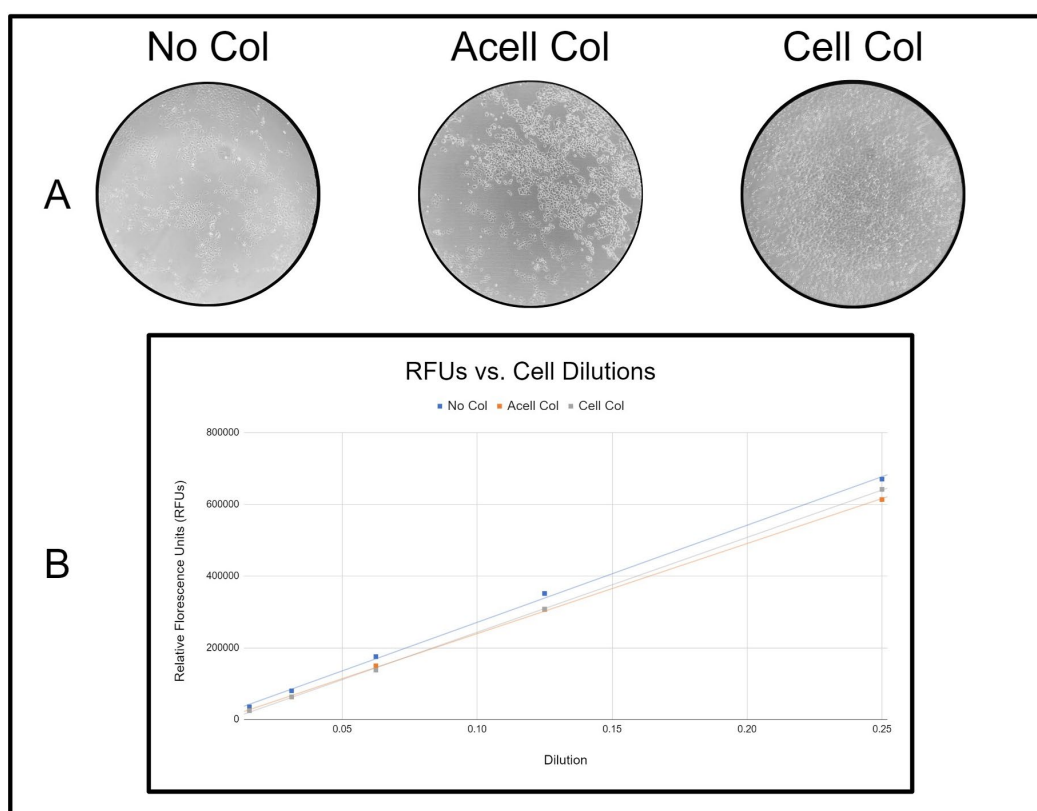 No Col Acell Col Cell Col
A
B
RFUs vs. Cell Dilutions
No Col Acell Col Cell Col
Relative Florescence Units (RFUs)
800000
600000
400000
200000
0
0.05 0.10 0.15 0.20 0.25
Dilution